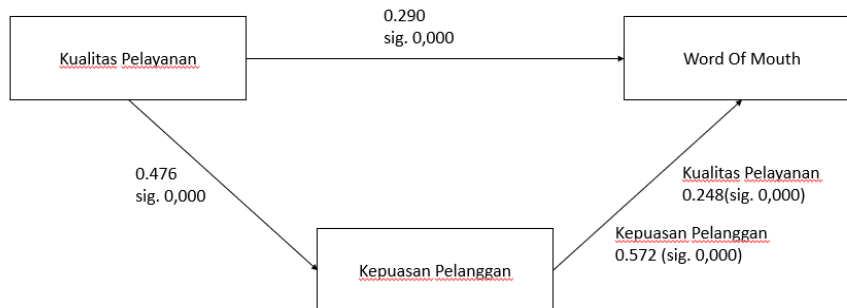 0.290
sig. 0,000
Kualitas Pelayanan
Word Of Mouth
0.476
sig. 0,000
Kualitas Pelayanan
0.248(sig. 0,000)
Kepuasan Pelanggan
0.572 (sig. 0,000)
Kepuasan Pelanggan